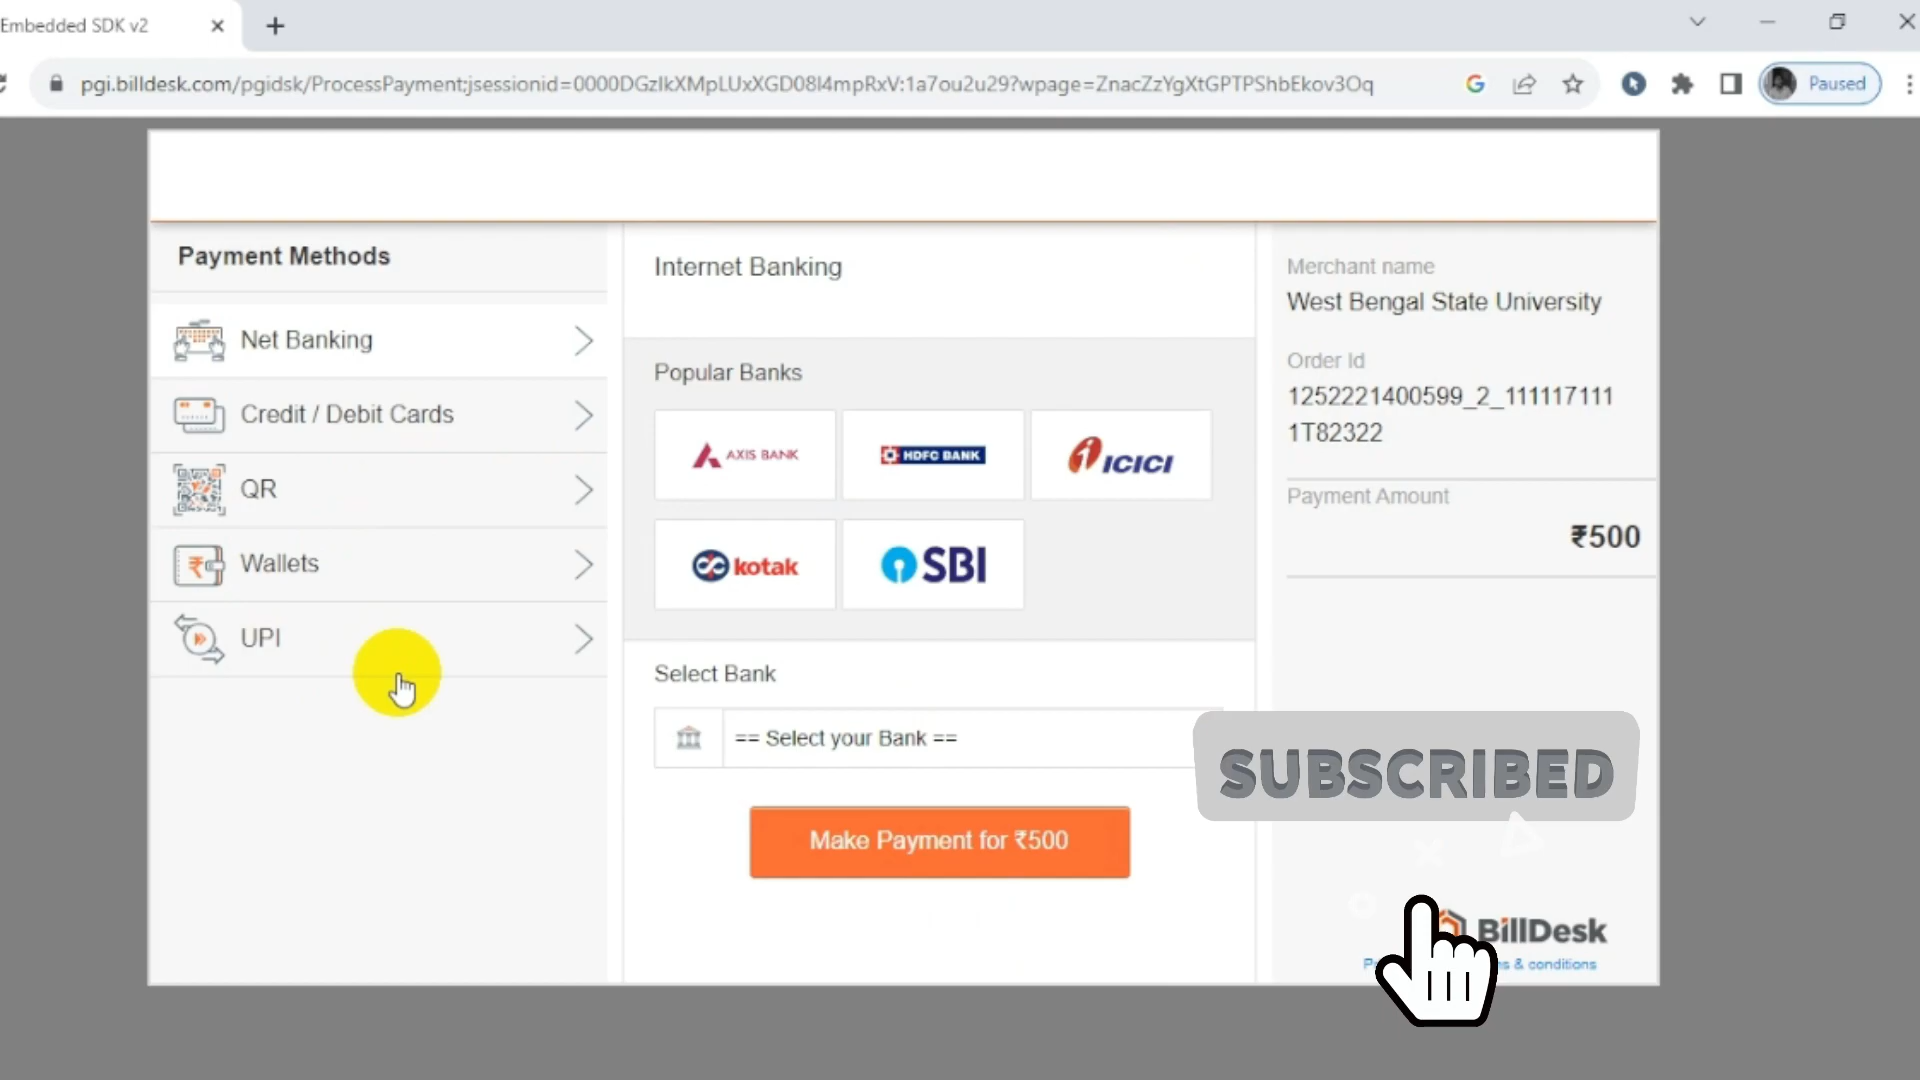 Embedded SDK v2
pgi.billdesk.com/pgidsk/ProcessPayment;jsessionid=0000DGzlkXMpLUxXGD08l4mpRxV:1a7ou2u29?wpage=ZnacZzYgXtGPTPShbEkov3Oq
Paused
Payment Methods
Net Banking
Credit / Debit Cards
QR
Wallets
UPI
Internet Banking
Popular Banks
AXIS BANK
HDFC BANK
ICICI
kotak
SBI
Select Bank
== Select your Bank ==
Make Payment for ₹500
Merchant name
West Bengal State University
Order Id
1252221400599_2_111117111
1T82322
Payment Amount
₹500
SUBSCRIBED
BillDesk
& conditions